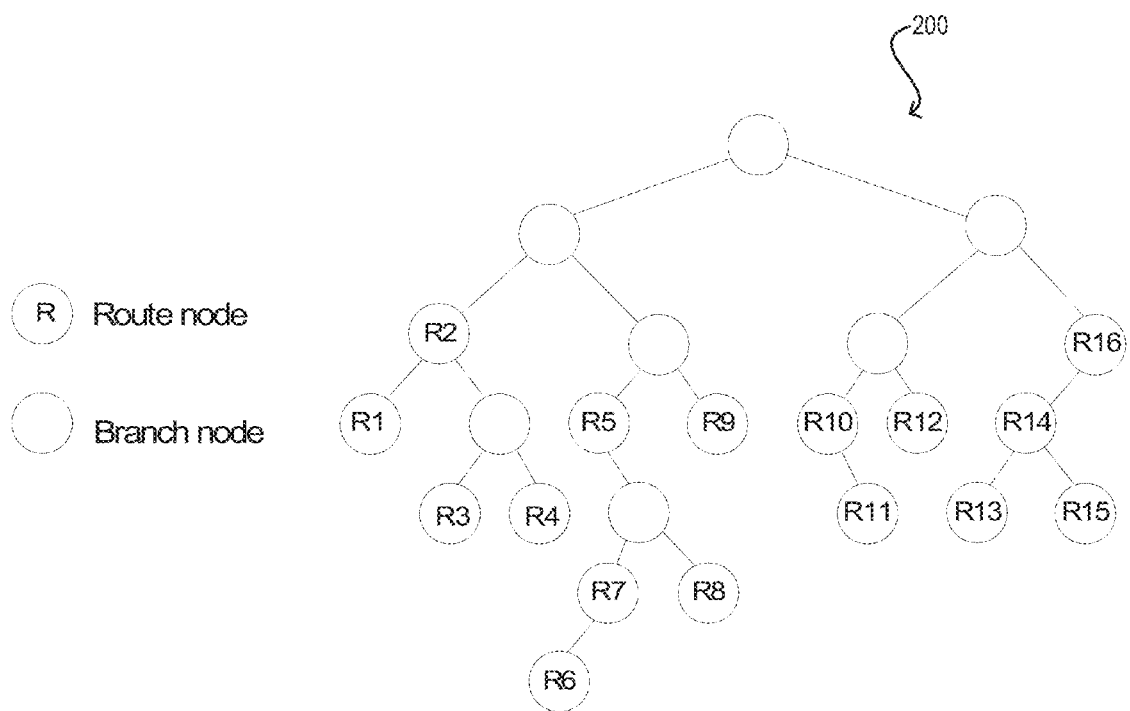 200
R Route node
Branch node
R2
R16
R1
R5
R9
R10
R12
R14
R3
R4
R11
R13
R15
R7
R8
R6